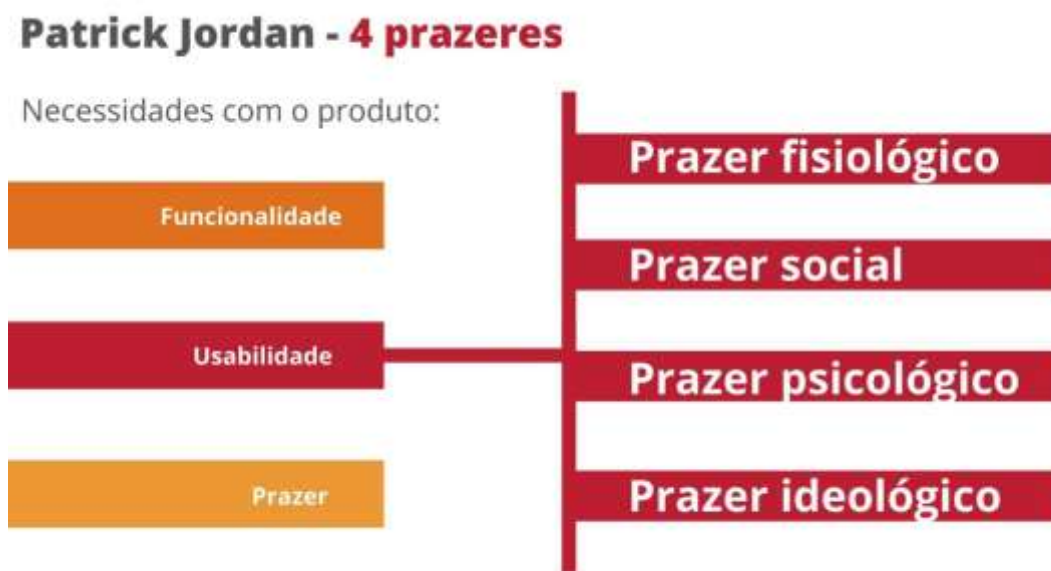 Patrick Jordan - 4 prazeres
Necessidades com o produto:
Funcionalidade
Usabilidade
Prazer
Prazer fisiológico
Prazer social
Prazer psicológico
Prazer ideológico